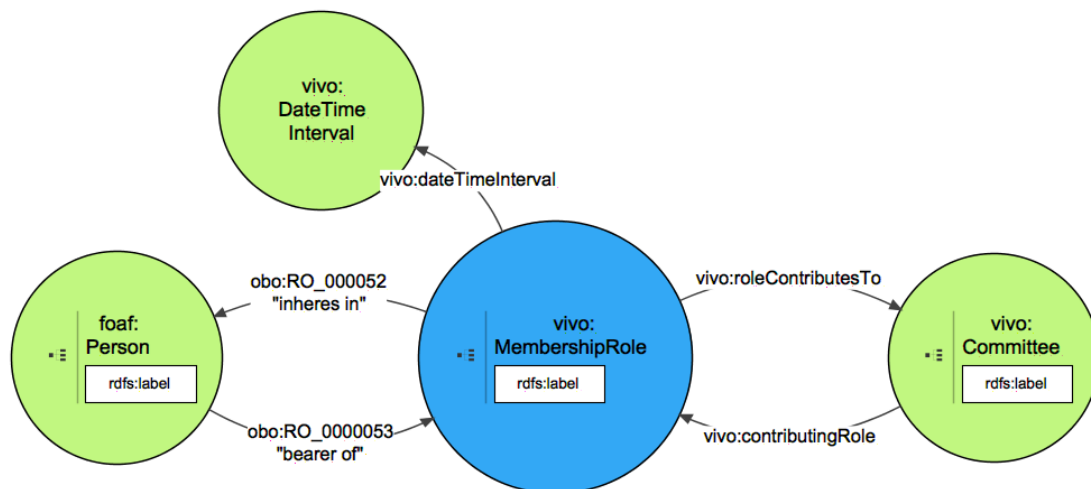 vivo:
DateTime
Interval
vivo:dateTimeInterval
obo:RO_000052
"inheres in"
vivo:roleContributesTo
foaf:
Person
rdfs:label
vivo:
MembershipRole
rdfs:label
vivo:
Committee
rdfs:label
obo:RO_0000053
"bearer of"
vivo:contributingRole